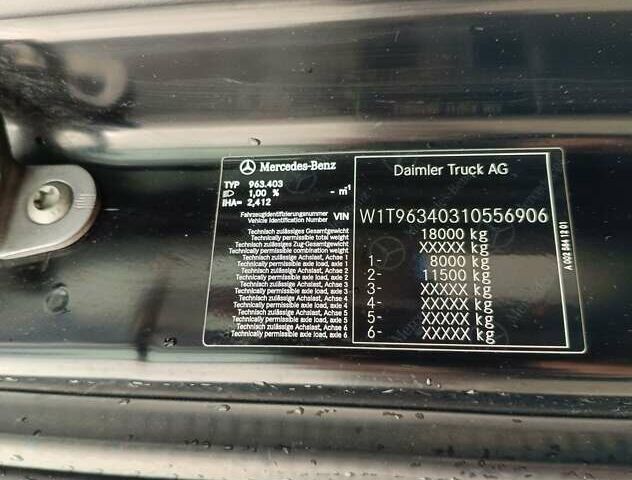 Mercedes-Benz
Daimler Truck AG
TYP 963.403
1,00 % - m⁻¹
IHA= 2,412
Fahrzeugidentifizierungsnummer
Vehicle Identification Number VIN W1T96340310556906
Technisch zulässiges Gesamtgewicht
Technically permissible total weight 18000 kg
Technisch zulässiges Zug-Gesamtgewicht
Technically permissible combination weight XXXXX kg
Technisch zulässige Achslast, Achse 1
Technically permissible axle load, axle 1 1- 8000 kg
Technisch zulässige Achslast, Achse 2
Technically permissible axle load, axle 2 2- 11500 kg
Technisch zulässige Achslast, Achse 3
Technically permissible axle load, axle 3 3- XXXXX kg
Technisch zulässige Achslast, Achse 4
Technically permissible axle load, axle 4 4- XXXXX kg
Technisch zulässige Achslast, Achse 5
Technically permissible axle load, axle 5 5- XXXXX kg
Technisch zulässige Achslast, Achse 6
Technically permissible axle load, axle 6 6- XXXXX kg